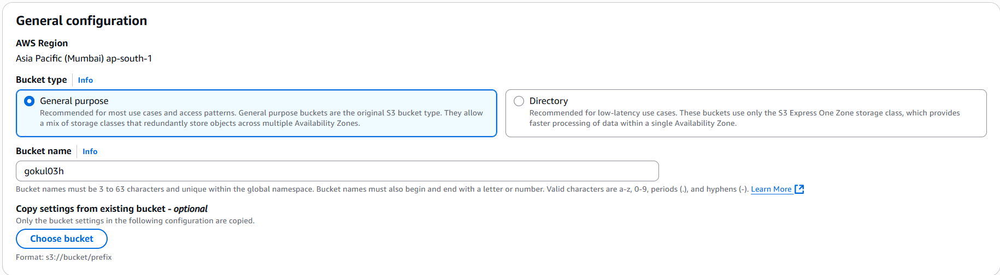 General configuration
AWS Region
Asia Pacific (Mumbai) ap-south-1
Bucket type Info
General purpose
Recommended for most use cases and access patterns. General purpose buckets are the original S3 bucket type. They allow
a mix of storage classes that redundantly store objects across multiple Availability Zones.
Directory
Recommended for low-latency use cases. These buckets use only the S3 Express One Zone storage class, which provides
faster processing of data within a single Availability Zone.
Bucket name Info
gokul03h
Bucket names must be 3 to 63 characters and unique within the global namespace. Bucket names must also begin and end with a letter or number. Valid characters are a-z, 0-9, periods (.), and hyphens (-). Learn More
Copy settings from existing bucket - optional
Only the bucket settings in the following configuration are copied.
Choose bucket
Format: s3://bucket/prefix